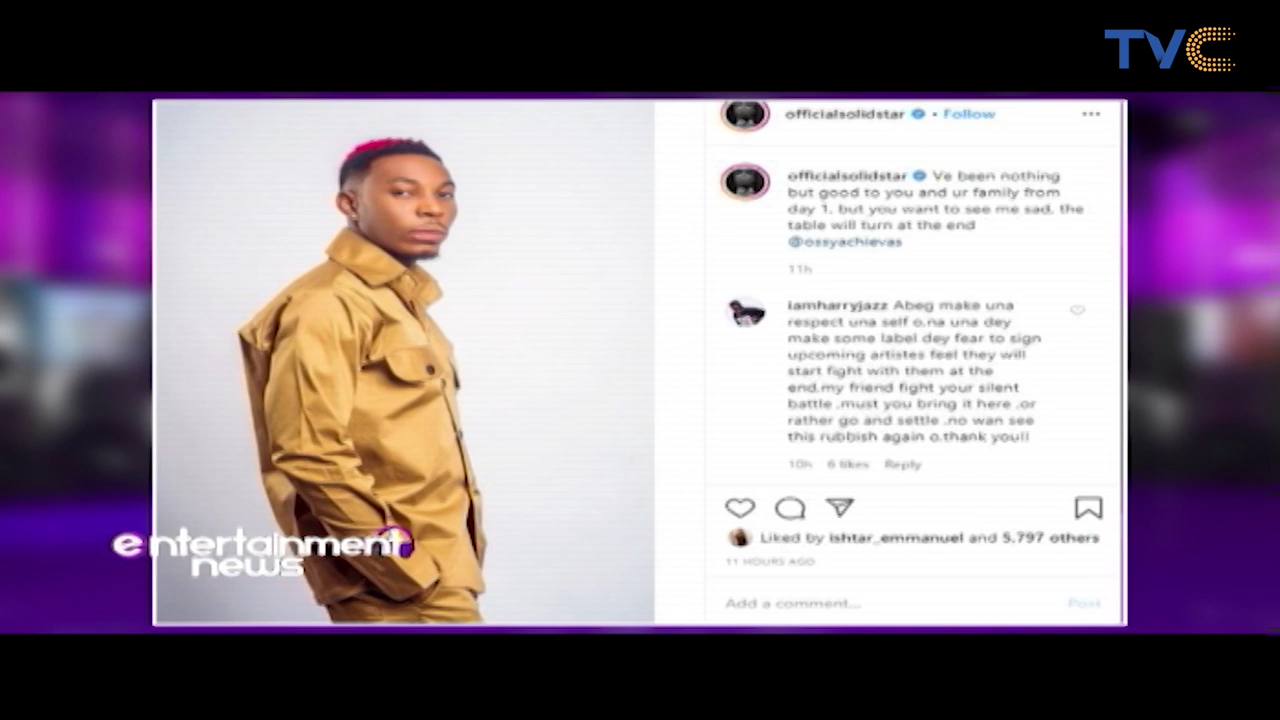 TVC
officialsolidstar • Follow
officialsolidstar Ve been nothing
but good to you and ur family from
day 1, but you want to see me sad, the
table will turn at the end
@ossyachievas
11h
iamharryjazz Abeg make una
respect una self o.na una dey
make some label dey fear to sign
upcoming artistes feel they will
start fight with them at the
end.my friend fight your silent
battle .must you bring it here .or
rather go and settle .no wan see
this rubbish again o.thank you!!
10h 6 likes Reply
Liked by ishtar_emmanuel and 5,797 others
11 HOURS AGO
Add a comment... Post
entertainment
news